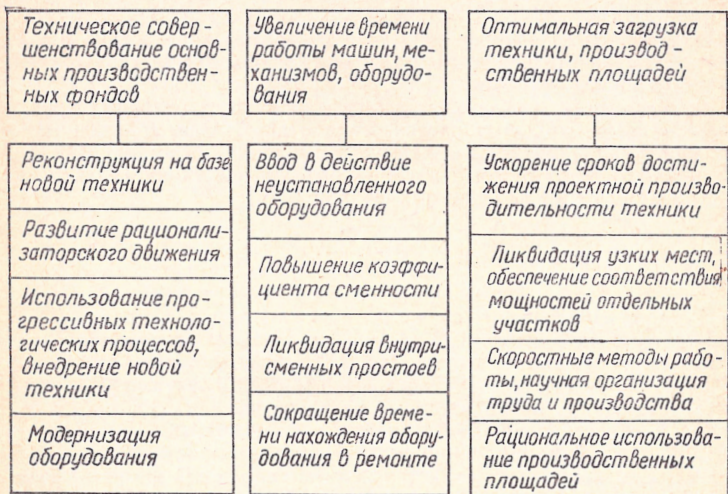 Техническое совер-
шенствование основ-
ных производствен-
ных фондов
Увеличение времени
работы машин, ме-
ханизмов, оборудо-
вания
Оптимальная загрузка
техники, производ-
ственных площадей
Реконструкция на базе
новой техники
Развитие рационали-
заторского движения
Использование про-
грессивных техноло-
гических процессов,
внедрение новой
техники
Модернизация
оборудования
Ввод в действие
неустановленного
оборудования
Повышение коэффи-
циента сменности
Ликвидация внутри-
сменных простоев
Сокращение време-
ни нахождения обору-
дования в ремонте
Ускорение сроков дости-
жения проектной произво-
дительности техники
Ликвидация узких мест,
обеспечение соответствия
мощностей отдельных
участков
Скоростные методы рабо-
ты, научная организация
труда и производства
Рациональное использова-
ние производственных
площадей